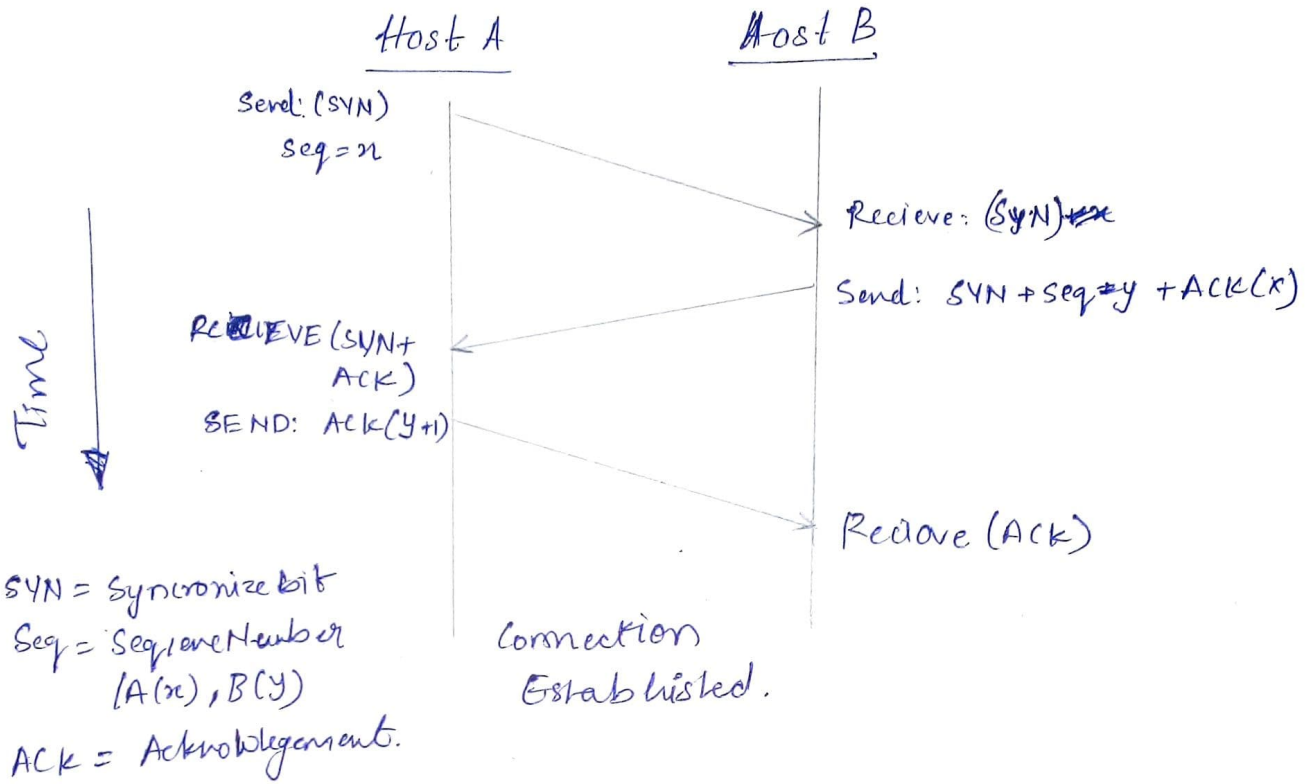 Host A
Host B
Send: (SYN)
Seq = x
Recieve: (SYN)
Send: SYN + Seq=y + ACK(x)
RECIEVE (SYN+
ACK)
SEND: ACK(y+1)
Time
Recieve (ACK)
SYN = Syncronize bit
Seq = Sequence Number
(A(x), B(y)
ACK = Acknowlegement.
Connection
Established.